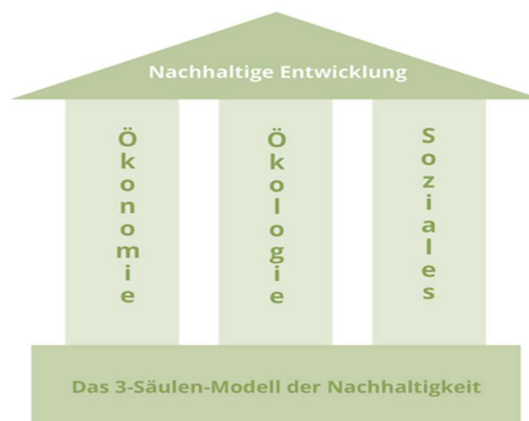 Nachhaltige Entwicklung
Ökonomie
Ökologie
Soziales
Das 3-Säulen-Modell der Nachhaltigkeit